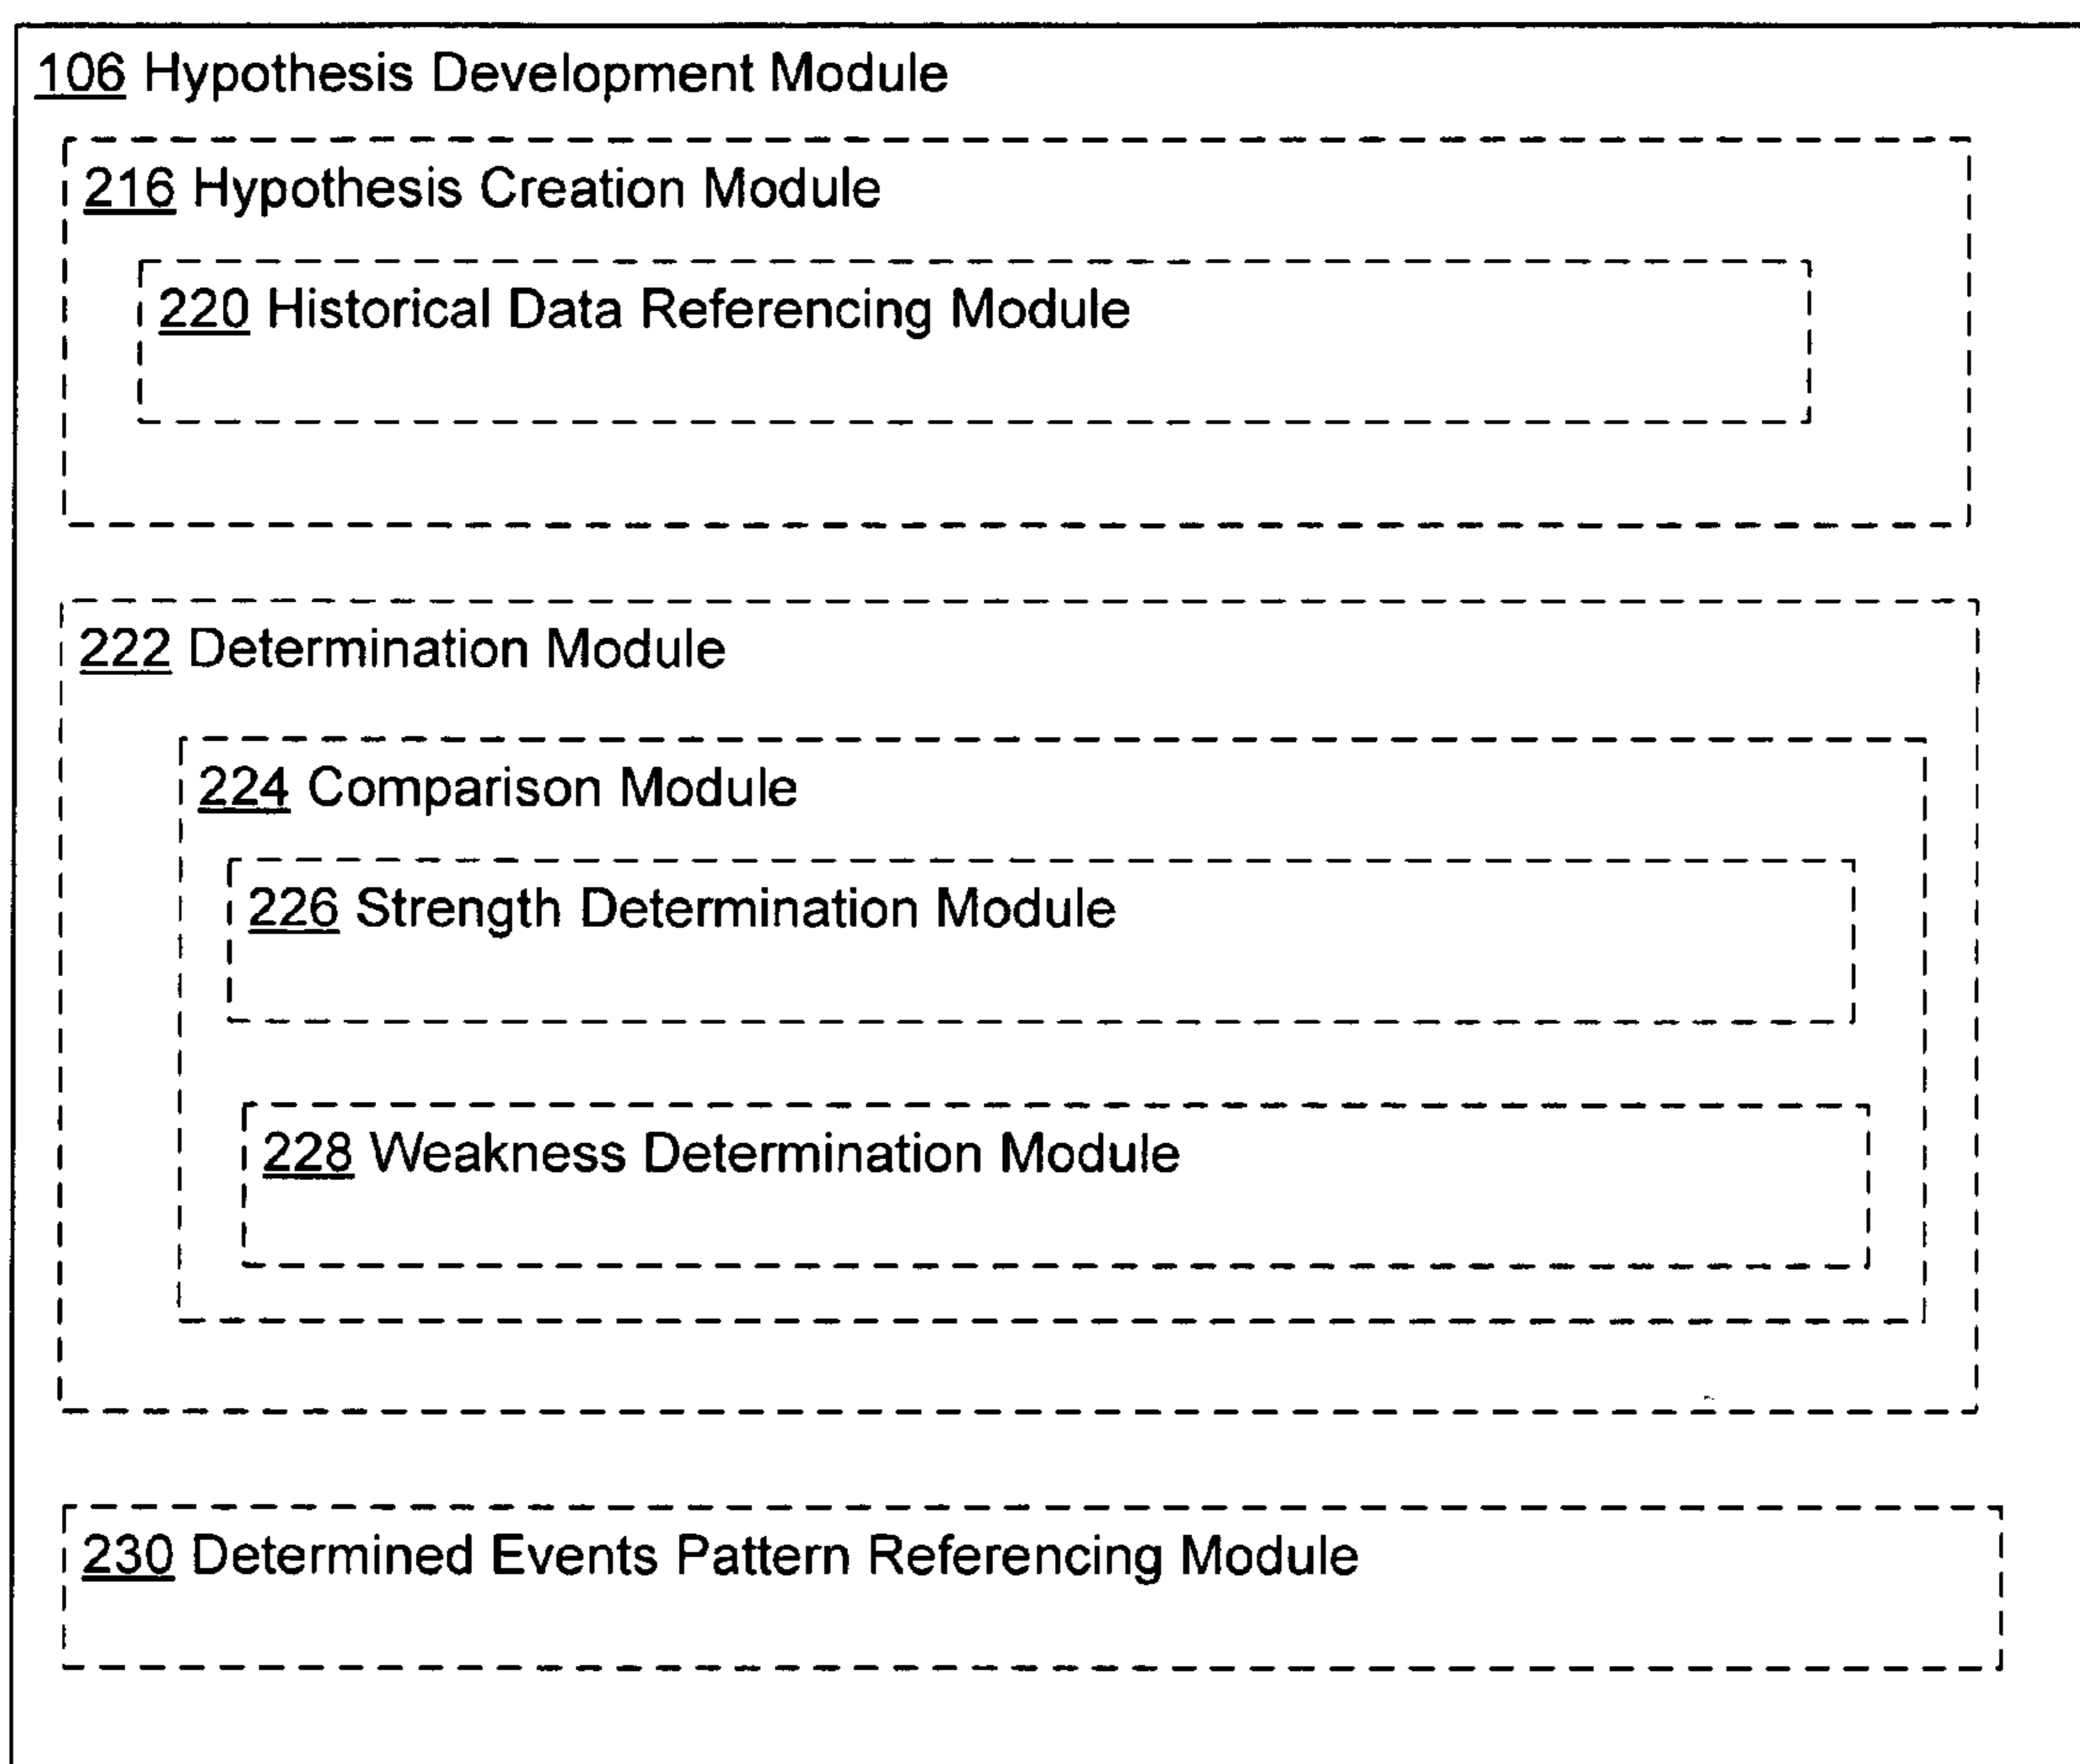 106 Hypothesis Development Module
216 Hypothesis Creation Module
220 Historical Data Referencing Module
222 Determination Module
224 Comparison Module
226 Strength Determination Module
228 Weakness Determination Module
230 Determined Events Pattern Referencing Module